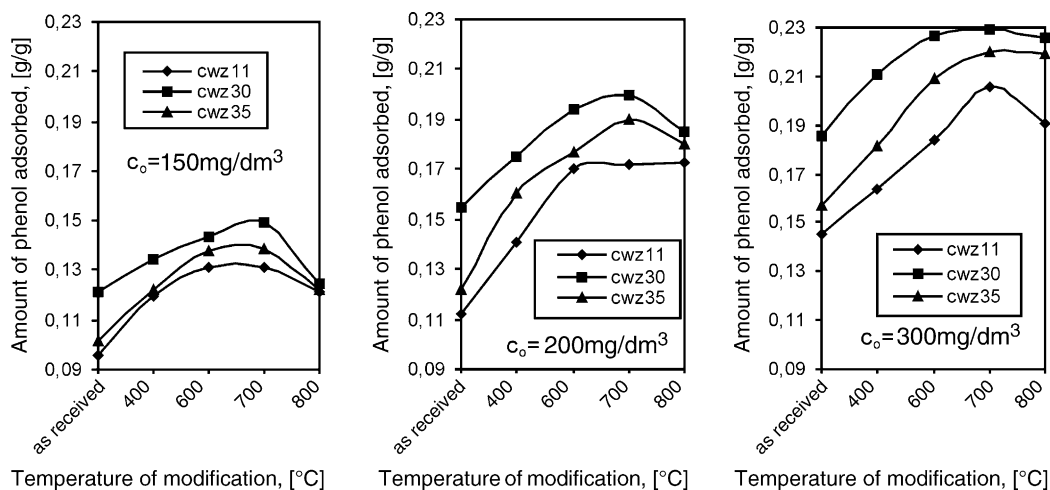 Amount of phenol adsorbed, [g/g]
0,23
0,21
0,19
0,17
0,15
0,13
0,11
0,09
cwz11
cwz30
cwz35
c₀=150mg/dm³
as received
400
600
700
800
Temperature of modification, [°C]
Amount of phenol adsorbed, [g/g]
0,23
0,21
0,19
0,17
0,15
0,13
0,11
0,09
cwz11
cwz30
cwz35
c₀=200mg/dm³
as received
400
600
700
800
Temperature of modification, [°C]
Amount of phenol adsorbed, [g/g]
0,23
0,21
0,19
0,17
0,15
0,13
0,11
0,09
cwz11
cwz30
cwz35
c₀=300mg/dm³
as received
400
600
700
800
Temperature of modification, [°C]